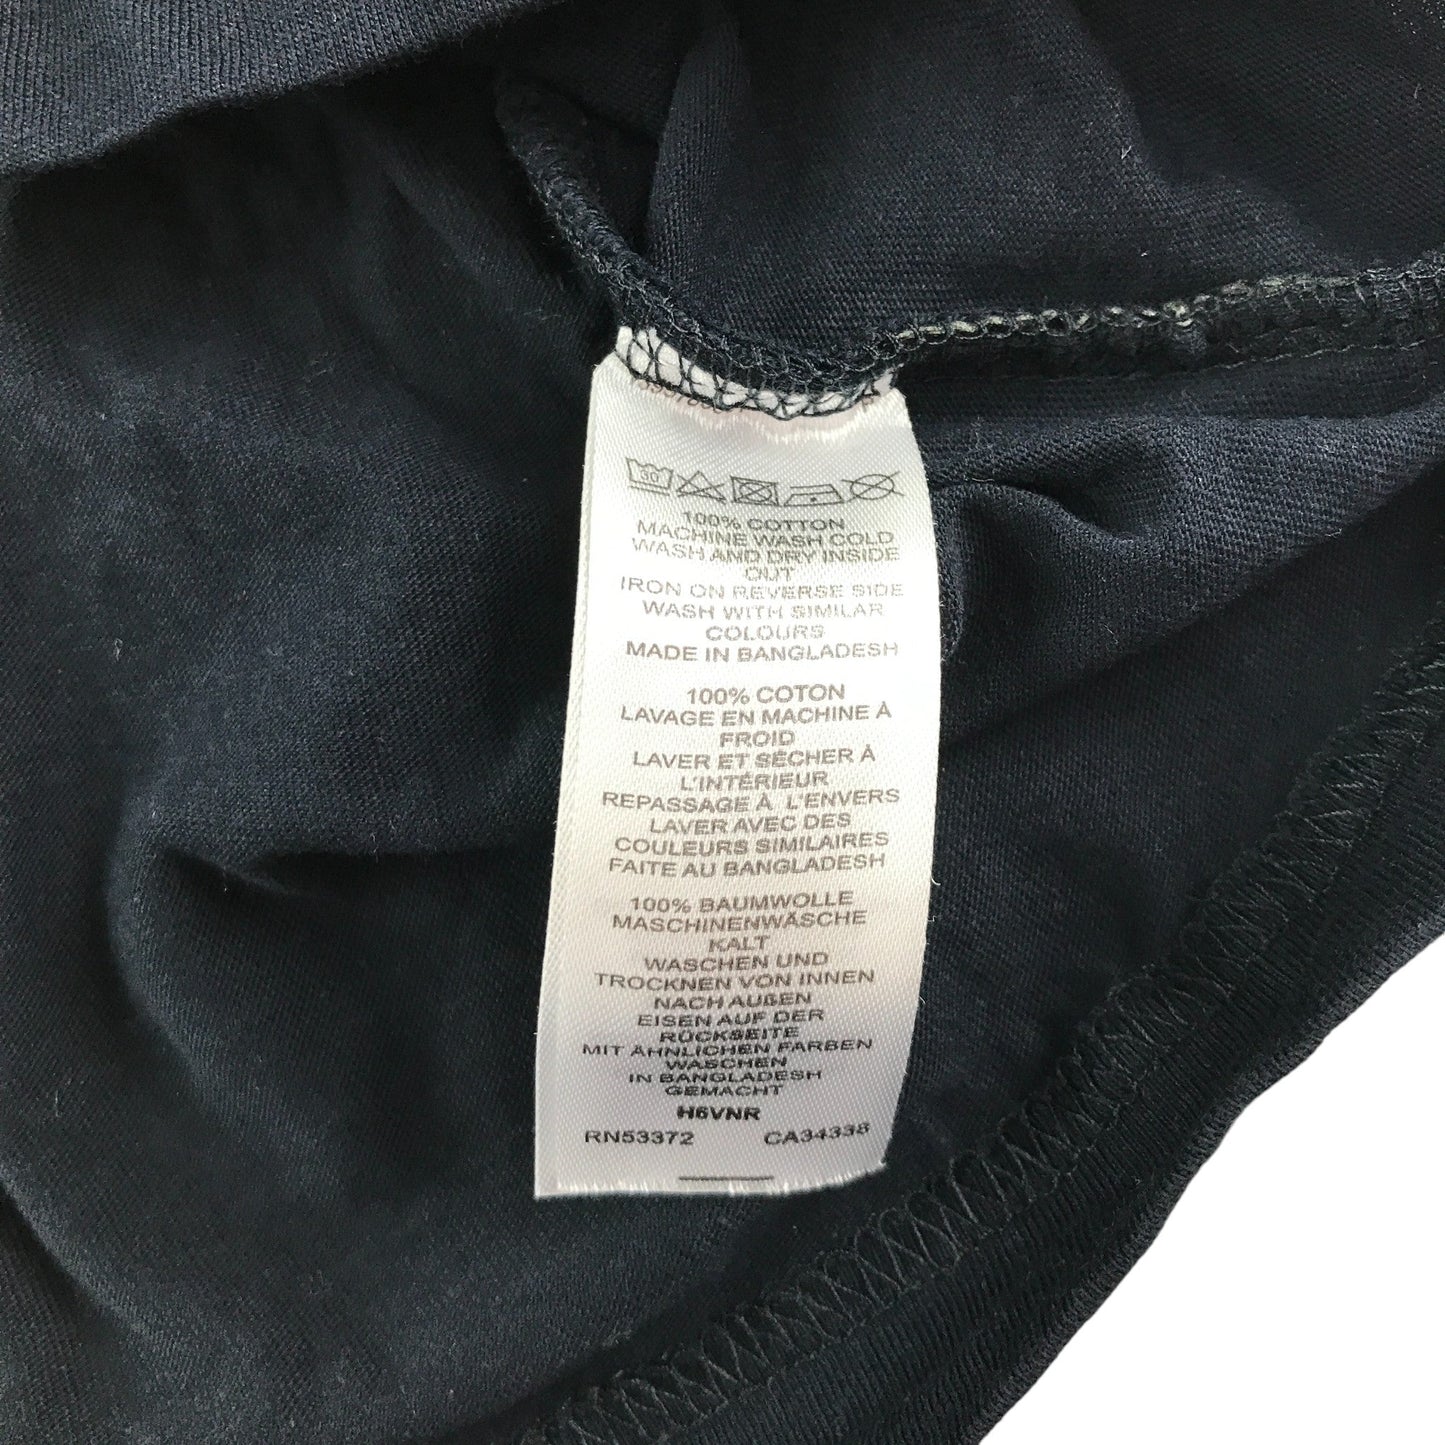 30
100% COTTON
MACHINE WASH COLD
WASH AND DRY INSIDE
OUT
IRON ON REVERSE SIDE
WASH WITH SIMILAR
COLOURS
MADE IN BANGLADESH
100% COTON
LAVAGE EN MACHINE À
FROID
LAVER ET SÉCHER À
L'INTÉRIEUR
REPASSAGE À L'ENVERS
LAVER AVEC DES
COULEURS SIMILAIRES
FAITE AU BANGLADESH
100% BAUMWOLLE
MASCHINENWÄSCHE
KALT
WASCHEN UND
TROCKNEN VON INNEN
NACH AUßEN
EISEN AUF DER
RÜCKSEITE
MIT ÄHNLICHEN FARBEN
WASCHEN
IN BANGLADESH
GEMACHT
H6VNR
RN53372 CA34338